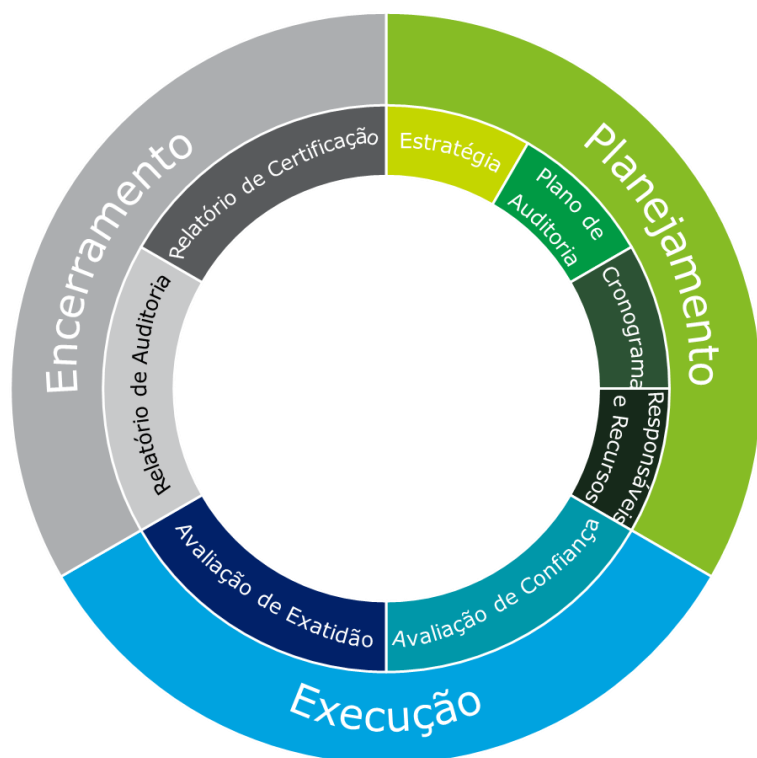 Planejamento
Estratégia
Plano de
Auditoria
Cronograma
Responsáveis
e Recursos
Execução
Avaliação de Confiança
Avaliação de Exatidão
Encerramento
Relatório de Auditoria
Relatório de Certificação